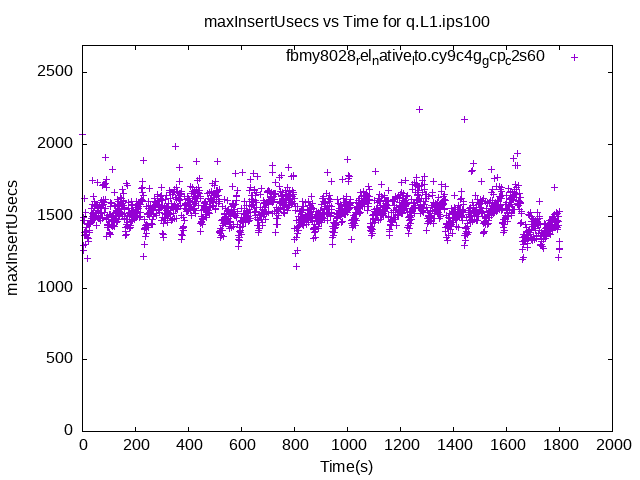 maxInsertUsecs vs Time for q.L1.ips100
fbmy8028relnativelto.cy9c4ggcpc2s60
2500
2000
1500
1000
500
0
maxInsertUsecs
0 200 400 600 800 1000 1200 1400 1600 1800 2000
Time(s)